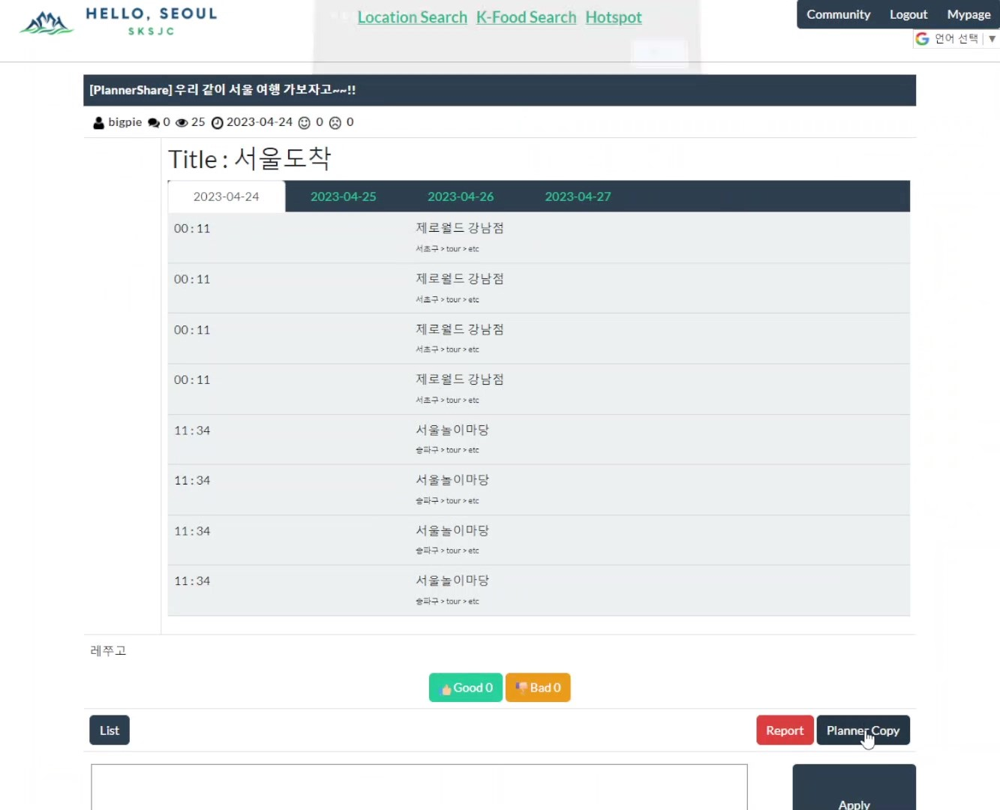 HELLO, SEOUL
SKSJC
Location Search K-Food Search Hotspot
Community Logout Mypage
언어 선택 ▼
[PlannerShare] 우리 같이 서울 여행 가보자고~~!!
bigpie 0 25 2023-04-24 0 0
Title : 서울도착
2023-04-24 2023-04-25 2023-04-26 2023-04-27
00:11 제로월드 강남점
서초구 > tour > etc
00:11 제로월드 강남점
서초구 > tour > etc
00:11 제로월드 강남점
서초구 > tour > etc
00:11 제로월드 강남점
서초구 > tour > etc
11:34 서울놀이마당
송파구 > tour > etc
11:34 서울놀이마당
송파구 > tour > etc
11:34 서울놀이마당
송파구 > tour > etc
11:34 서울놀이마당
송파구 > tour > etc
레쭈고
Good 0 Bad 0
List Report Planner Copy
Apply